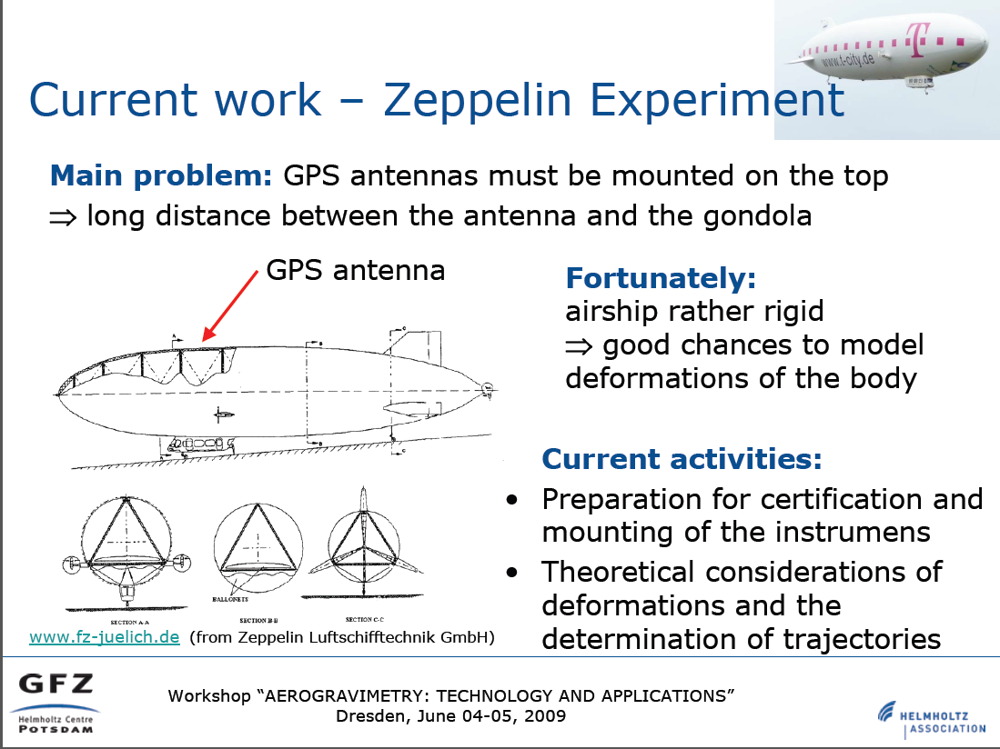 T
www.t-city.de
Current work – Zeppelin Experiment
Main problem: GPS antennas must be mounted on the top
⇒ long distance between the antenna and the gondola
GPS antenna
Fortunately:
airship rather rigid
⇒ good chances to model
deformations of the body
A
B
C
A
B
C
BALLONETS
SECTION A-A
SECTION B-B
SECTION C-C
www.fz-juelich.de (from Zeppelin Luftschifftechnik GmbH)
Current activities:
• Preparation for certification and
mounting of the instrumens
• Theoretical considerations of
deformations and the
determination of trajectories
GFZ
Helmholtz Centre
POTSDAM
Workshop “AEROGRAVIMETRY: TECHNOLOGY AND APPLICATIONS”
Dresden, June 04-05, 2009
HELMHOLTZ
ASSOCIATION